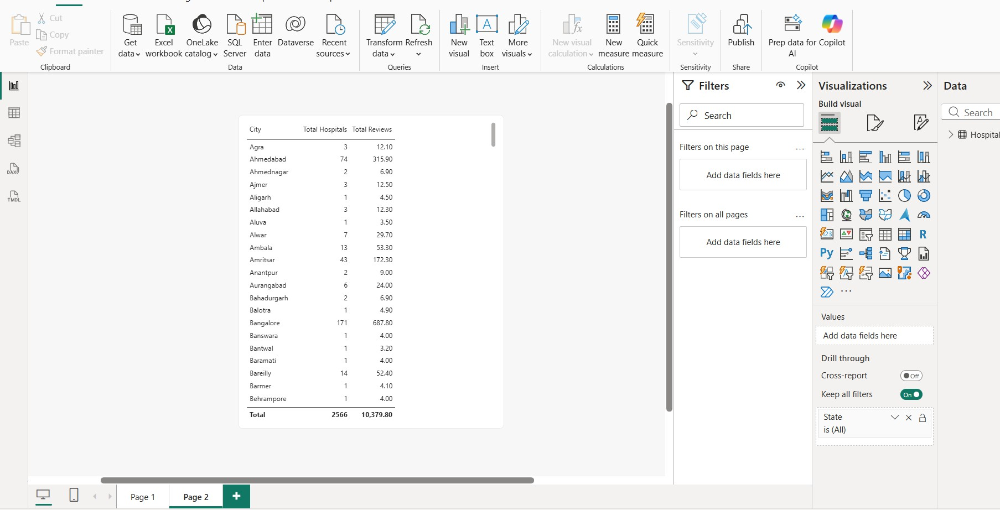 Paste
Cut
Copy
Format painter
Clipboard
Get data
Excel workbook
OneLake catalog
SQL Server
Enter data
Dataverse
Recent sources
Data
Transform data
Refresh
Queries
New visual
Text box
More visuals
Insert
New visual calculation
New measure
Quick measure
Calculations
Sensitivity
Sensitivity
Publish
Share
Prep data for AI
Copilot
Copilot
DAX
TMDL
City Total Hospitals Total Reviews
Agra 3 12.10
Ahmedabad 74 315.90
Ahmednagar 2 6.90
Ajmer 3 12.50
Aligarh 1 4.50
Allahabad 3 12.30
Aluva 1 3.50
Alwar 7 29.70
Ambala 13 53.30
Amritsar 43 172.30
Anantpur 2 9.00
Aurangabad 6 24.00
Bahadurgarh 2 6.90
Balotra 1 4.90
Bangalore 171 687.80
Banswara 1 4.00
Bantwal 1 3.20
Baramati 1 4.00
Bareilly 14 52.40
Barmer 1 4.10
Behrampore 1 4.00
Total 2566 10,379.80
Filters
Search
Filters on this page ...
Add data fields here
Filters on all pages ...
Add data fields here
Visualizations
Build visual
123
R
Py
...
Values
Add data fields here
Drill through
Cross-report Off
Keep all filters On
State
is (All)
Data
Search
Hospital
Page 1
Page 2
+